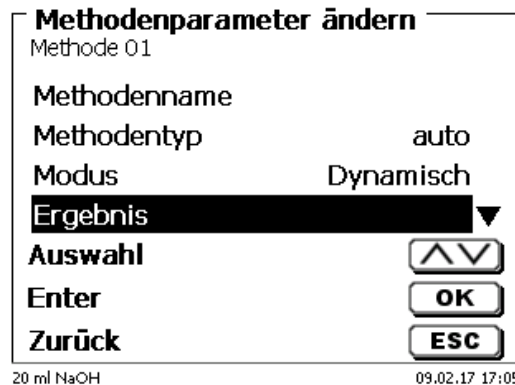 Methodenparameter ändern
Methode 01
Methodenname
Methodentyp auto
Modus Dynamisch
Ergebnis
Auswahl
Enter OK
Zurück ESC
20 ml NaOH 09.02.17 17:05